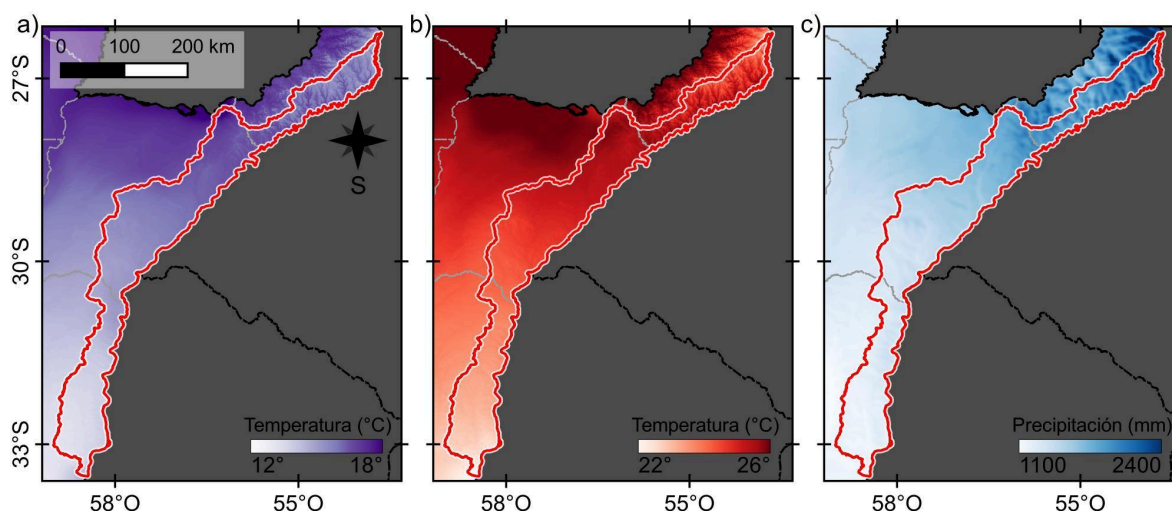 a)
0 100 200 km
27°S
30°S
33°S
S
Temperatura (°C)
12° 18°
58°O 55°O
b)
Temperatura (°C)
22° 26°
58°O 55°O
c)
Precipitación (mm)
1100 2400
58°O 55°O